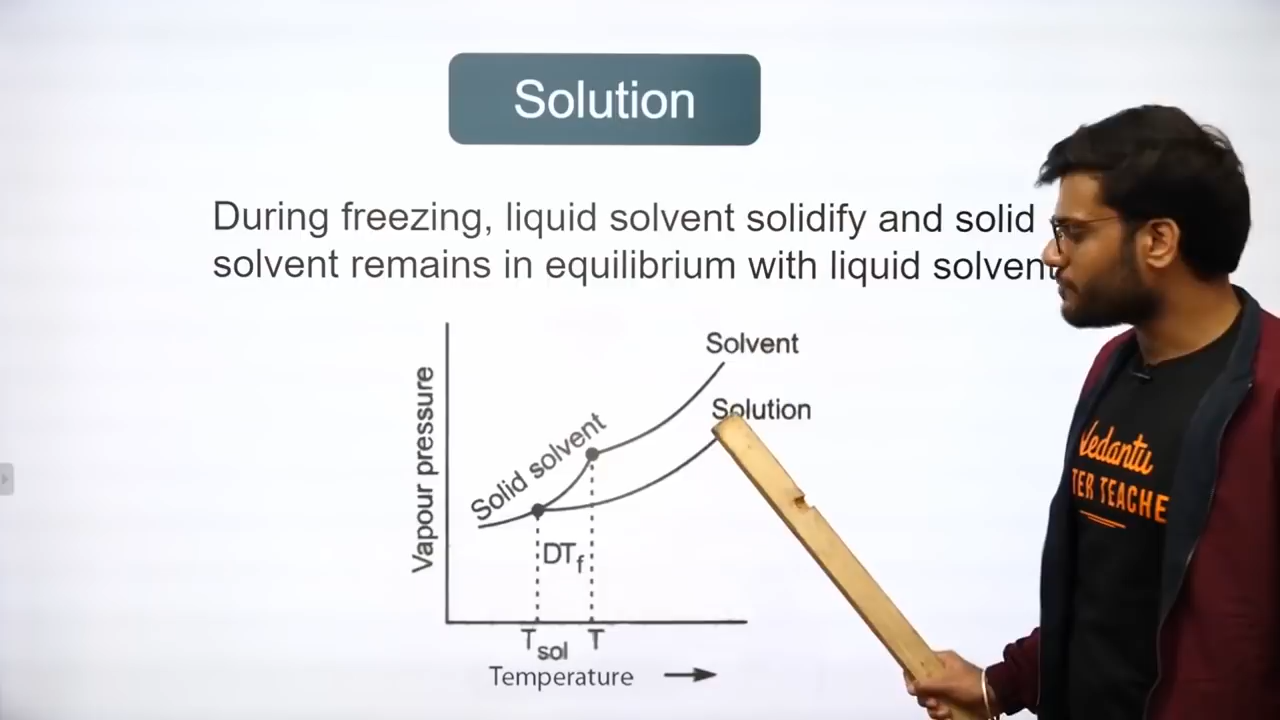 Solution
During freezing, liquid solvent solidify and solid
solvent remains in equilibrium with liquid solvent
Solvent
Solution
Solid solvent
Vapour pressure
DTf
Tsol T
Temperature
Vedantu
TER TEACHE